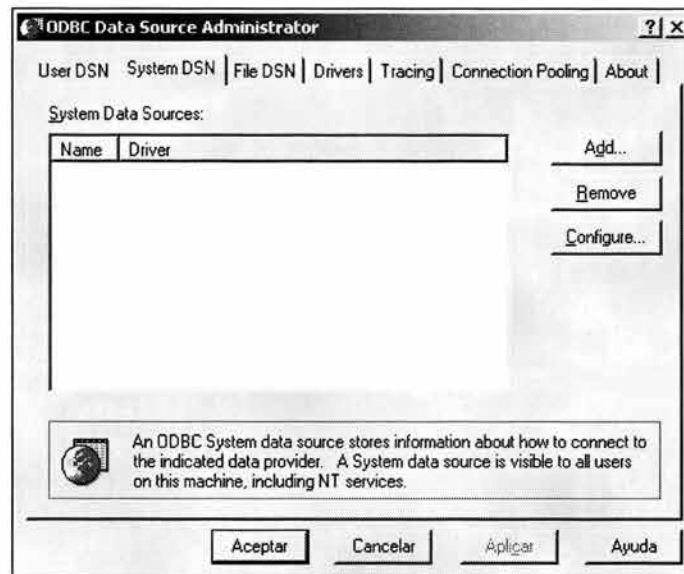 ODBC Data Source Administrator
User DSN System DSN File DSN Drivers Tracing Connection Pooling About
System Data Sources:
Name Driver
Add...
Remove
Configure...
An ODBC System data source stores information about how to connect to
the indicated data provider. A System data source is visible to all users
on this machine, including NT services.
Aceptar Cancelar Aplicar Ayuda